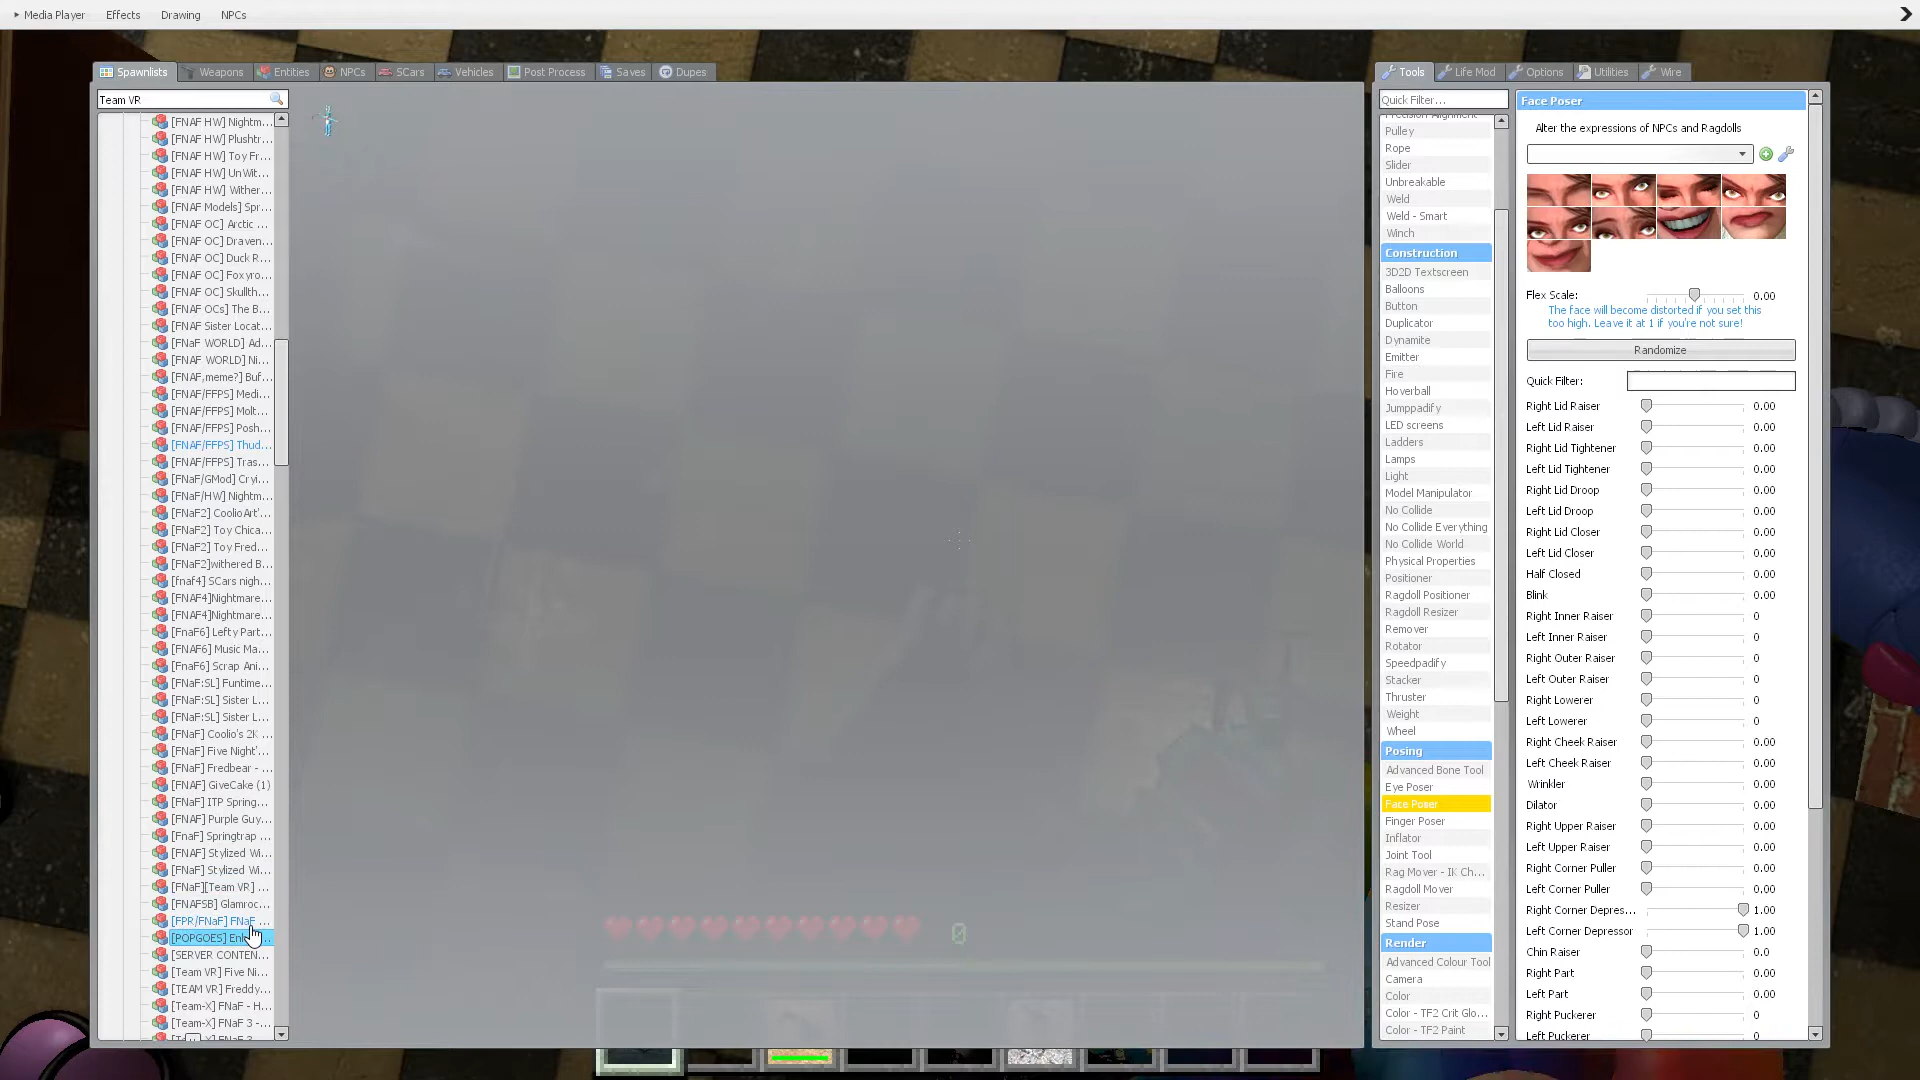 Media Player Effects Drawing NPCs
Spawnlists Weapons Entities NPCs SCars Vehicles Post Process Saves Dupes
Team VR
[FNAF HW] Nightm...
[FNAF HW] Plushtr...
[FNAF HW] Toy Fr...
[FNAF HW] UnWit...
[FNAF HW] Wither...
[FNAF Models] Spr...
[FNAF OC] Arctic ...
[FNAF OC] Draven...
[FNAF OC] Duck R...
[FNAF OC] Foxyro...
[FNAF OC] Skullth...
[FNAF OCs] The B...
[FNAF Sister Locat...
[FNaF WORLD] Ad...
[FNAF WORLD] Ni...
[FNAF,meme?] Buf...
[FNAF/FFPS] Medi...
[FNAF/FFPS] Molt...
[FNAF/FFPS] Posh...
[FNAF/FFPS] Thud...
[FNAF/FFPS] Tras...
[FNaF/GMod] Cryi...
[FNaF/HW] Nightm...
[FNaF2] CoolioArt'...
[FNaF2] Toy Chica...
[FNaF2] Toy Fred...
[FNaF2]withered B...
[fnaf4] SCars nigh...
[FNAF4]Nightmare...
[FNAF4]Nightmare...
[FnaF6] Lefty Part...
[FNAF6] Music Ma...
[FnaF6] Scrap Ani...
[FNaF:SL] Funtime...
[FNaF:SL] Sister L...
[FNaF:SL] Sister L...
[FNaF] Coolio's 2K ...
[FNaF] Five Night'...
[FNaF] Fredbear - ...
[FNAF] GiveCake (1)
[FNaF] ITP Spring...
[FNAF] Purple Guy...
[FnaF] Springtrap ...
[FNAF] Stylized Wi...
[FNaF] Stylized Wi...
[FNaF][Team VR] ...
[FNAFSB] Glamroc...
[FPR/FNaF] FNaF ...
[POPGOES]
[SERVER CONTEN...
[Team VR] Five Ni...
[TEAM VR] Freddy...
[Team-X] FNaF - H...
[Team-X] FNaF 3 -...
0
Tools Life Mod Options Utilities Wire
Quick Filter...
Precision Alignment
Pulley
Rope
Slider
Unbreakable
Weld
Weld - Smart
Winch
Construction
3D2D Textscreen
Balloons
Button
Duplicator
Dynamite
Emitter
Fire
Hoverball
Jumppadify
LED screens
Ladders
Lamps
Light
Model Manipulator
No Collide
No Collide Everything
No Collide World
Physical Properties
Positioner
Ragdoll Positioner
Ragdoll Resizer
Remover
Rotator
Speedpadify
Stacker
Thruster
Weight
Wheel
Posing
Advanced Bone Tool
Eye Poser
Face Poser
Finger Poser
Inflator
Joint Tool
Rag Mover - IK Ch...
Ragdoll Mover
Resizer
Stand Pose
Render
Advanced Colour Tool
Camera
Color
Color - TF2 Crit Glo...
Color - TF2 Paint
Face Poser
Alter the expressions of NPCs and Ragdolls
Flex Scale: 0.00
The face will become distorted if you set this
too high. Leave it at 1 if you're not sure!
Randomize
Quick Filter:
Right Lid Raiser 0.00
Left Lid Raiser 0.00
Right Lid Tightener 0.00
Left Lid Tightener 0.00
Right Lid Droop 0.00
Left Lid Droop 0.00
Right Lid Closer 0.00
Left Lid Closer 0.00
Half Closed 0.00
Blink 0.00
Right Inner Raiser 0
Left Inner Raiser 0
Right Outer Raiser 0
Left Outer Raiser 0
Right Lowerer 0
Left Lowerer 0
Right Cheek Raiser 0.00
Left Cheek Raiser 0.00
Wrinkler 0.00
Dilator 0.00
Right Upper Raiser 0.00
Left Upper Raiser 0.00
Right Corner Puller 0.00
Left Corner Puller 0.00
Right Corner Depres... 1.00
Left Corner Depressor 1.00
Chin Raiser 0.0
Right Part 0.00
Left Part 0.00
Right Puckerer 0
Left Puckerer 0